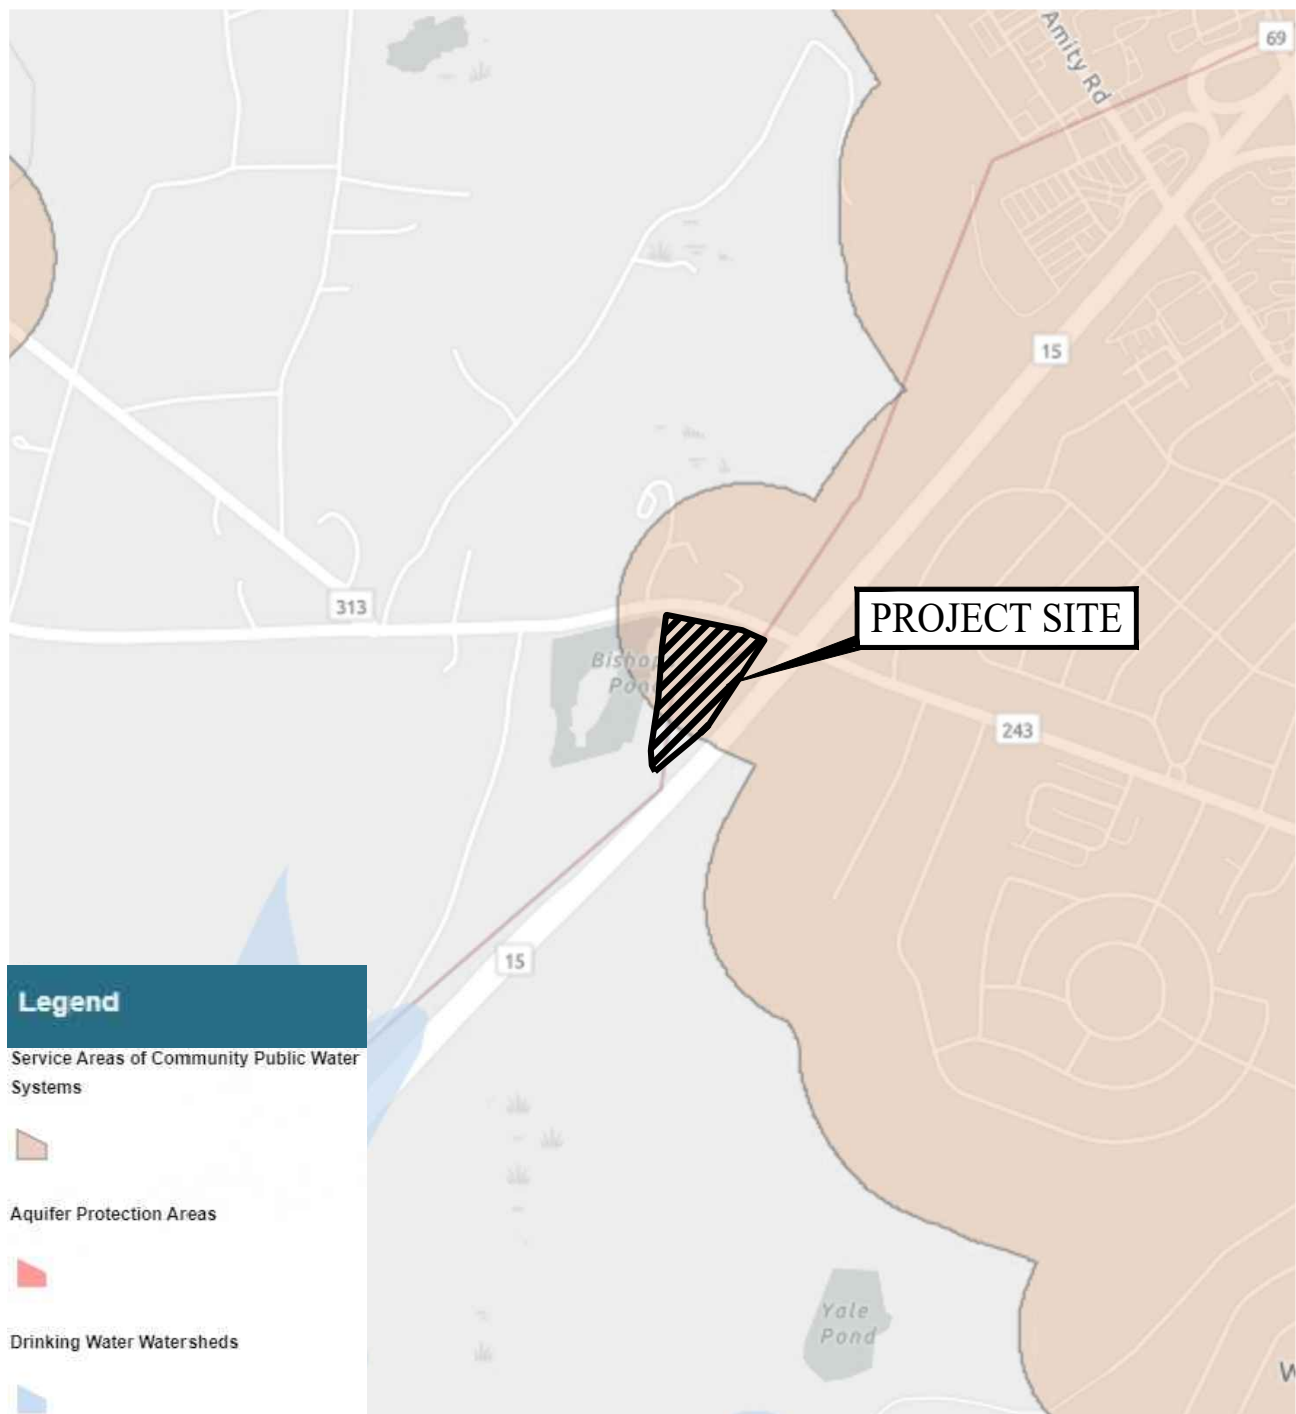 69
Amity Rd
15
313
PROJECT SITE
Pond
243
15
Legend
Service Areas of Community Public Water
Systems
Aquifer Protection Areas
Drinking Water Watersheds
Yale
Pond